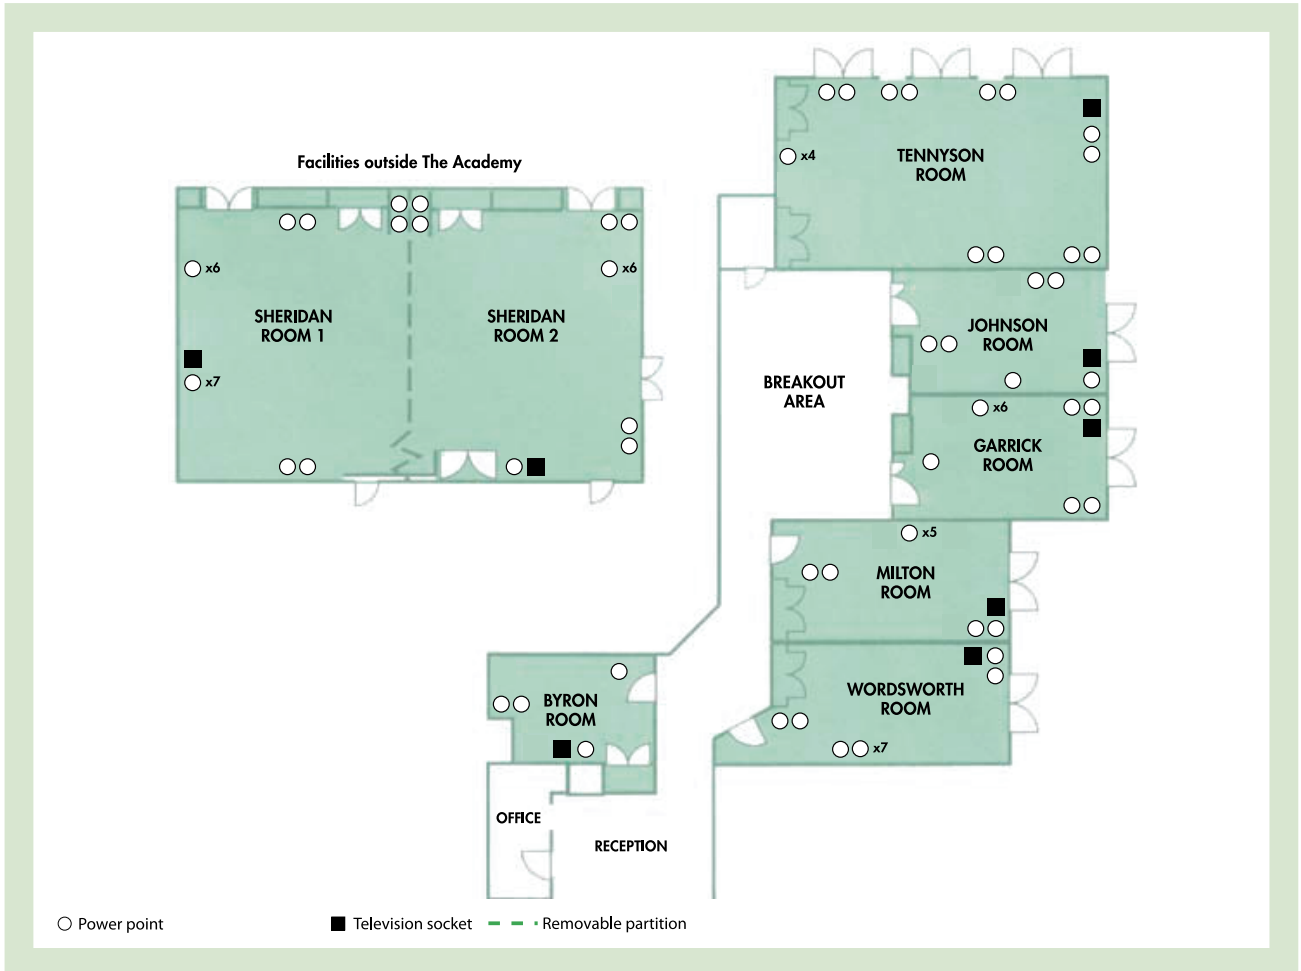 Facilities outside The Academy
TENNYSON
ROOM
x4
x6
x6
SHERIDAN
ROOM 1
SHERIDAN
ROOM 2
x7
JOHNSON
ROOM
BREAKOUT
AREA
x6
GARRICK
ROOM
x5
MILTON
ROOM
WORDSWORTH
ROOM
x7
BYRON
ROOM
OFFICE
RECEPTION
Power point
Television socket
Removable partition